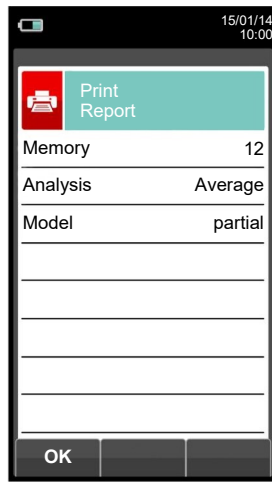 15/01/14
10:00
Print
Report
Memory 12
Analysis Average
Model partial
OK